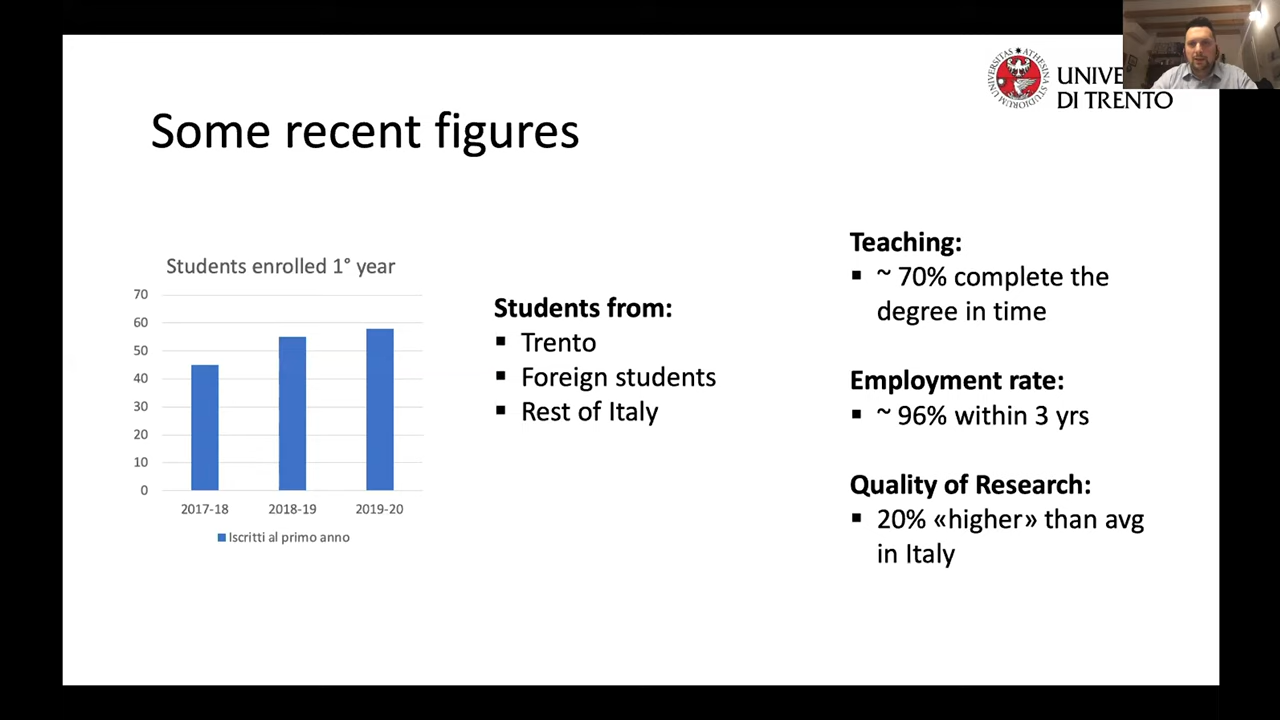 UNIVE
DI TRENTO
Some recent figures
Students enrolled 1° year
70
60
50
40
30
20
10
0
2017-18
2018-19
2019-20
Iscritti al primo anno
Students from:
▪ Trento
▪ Foreign students
▪ Rest of Italy
Teaching:
▪ ~ 70% complete the
degree in time
Employment rate:
▪ ~ 96% within 3 yrs
Quality of Research:
▪ 20% «higher» than avg
in Italy